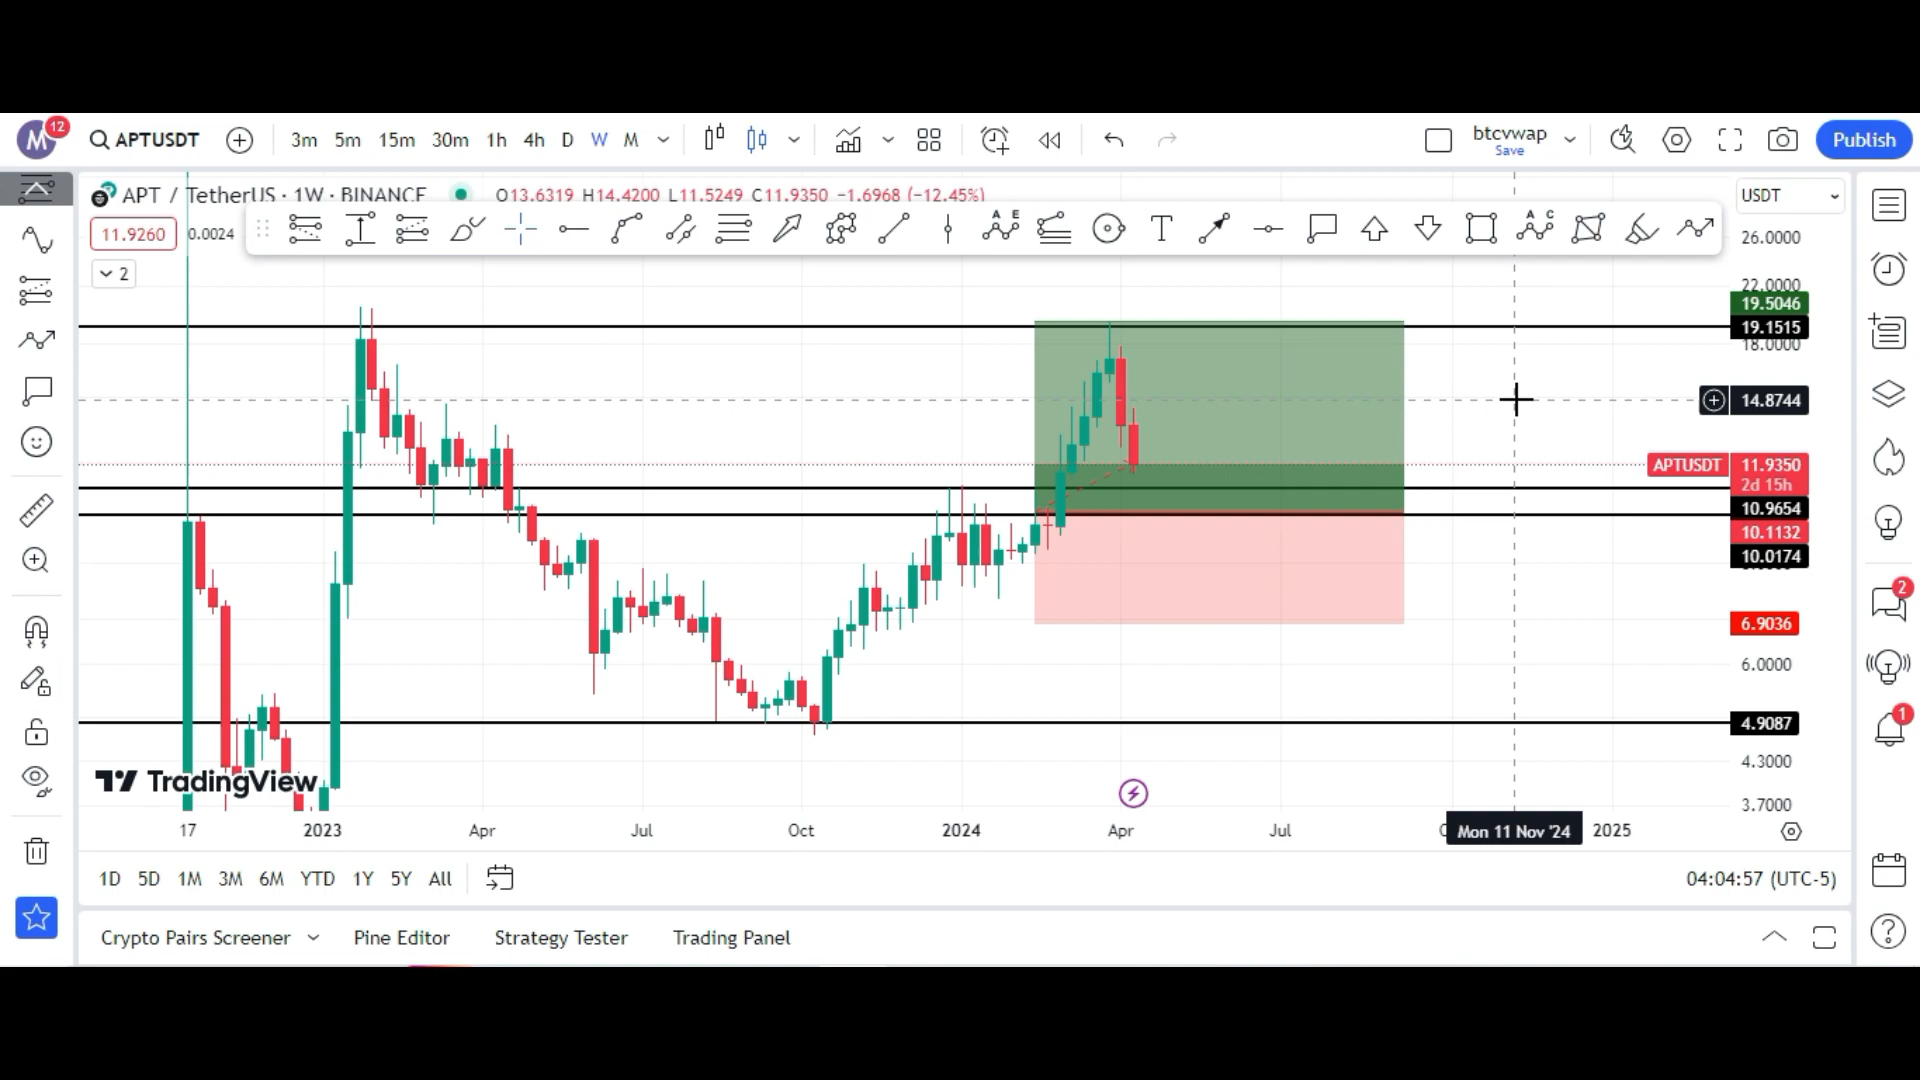 M 12 APTUSDT 3m 5m 15m 30m 1h 4h D W M btcvwap Save Publish
APT / TetherUS · 1W · BINANCE O13.6319 H14.4200 L11.5249 C11.9350 −1.6968 (−12.45%) USDT
11.9260 0.0024
A E
A C
26.0000
2
22.0000
19.5046
19.1515
18.0000
14.8744
APTUSDT 11.9350
2d 15h
10.9654
10.1132
10.0174
2
6.9036
6.0000
4.9087
1
4.3000
TradingView
3.7000
17 2023 Apr Jul Oct 2024 Apr Jul Mon 11 Nov '24 2025
1D 5D 1M 3M 6M YTD 1Y 5Y All 04:04:57 (UTC-5)
Crypto Pairs Screener Pine Editor Strategy Tester Trading Panel